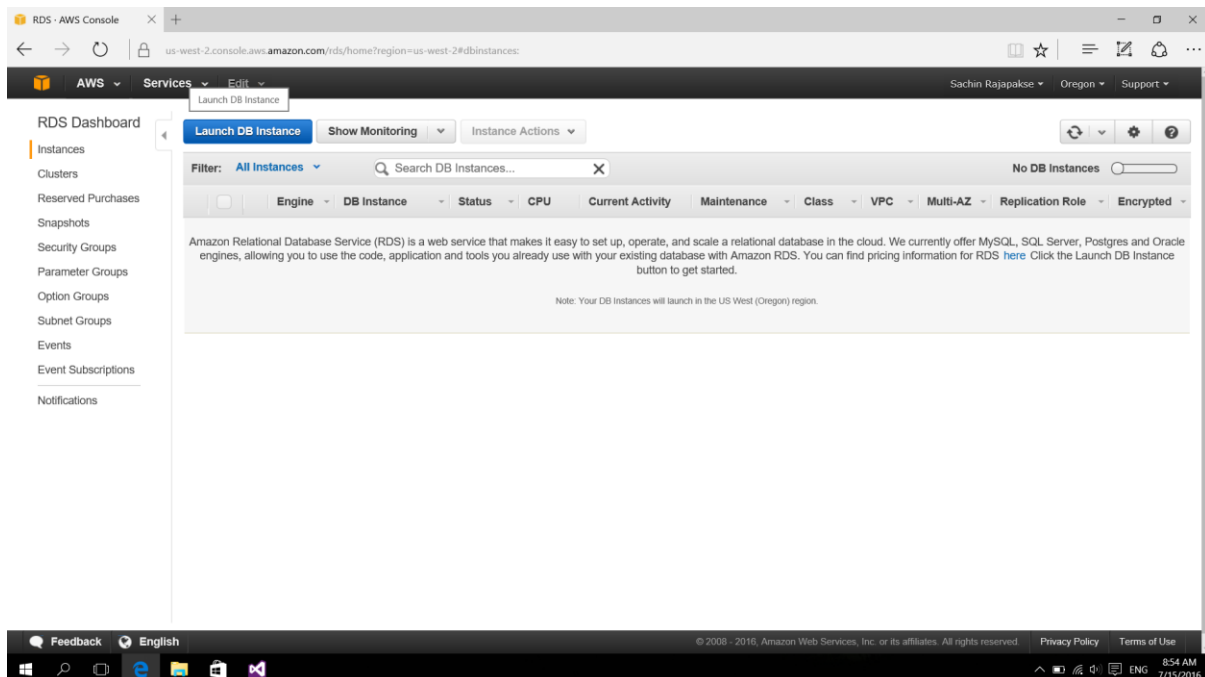 RDS · AWS Console
us-west-2.console.aws.amazon.com/rds/home?region=us-west-2#dbinstances:
AWS Services Edit Sachin Rajapakse Oregon Support
Launch DB Instance
RDS Dashboard
Instances
Clusters
Reserved Purchases
Snapshots
Security Groups
Parameter Groups
Option Groups
Subnet Groups
Events
Event Subscriptions
Notifications
Launch DB Instance Show Monitoring Instance Actions
Filter: All Instances Search DB Instances... No DB Instances
Engine DB Instance Status CPU Current Activity Maintenance Class VPC Multi-AZ Replication Role Encrypted
Amazon Relational Database Service (RDS) is a web service that makes it easy to set up, operate, and scale a relational database in the cloud. We currently offer MySQL, SQL Server, Postgres and Oracle
engines, allowing you to use the code, application and tools you already use with your existing database with Amazon RDS. You can find pricing information for RDS here Click the Launch DB Instance
button to get started.
Note: Your DB Instances will launch in the US West (Oregon) region.
Feedback English © 2008 - 2016, Amazon Web Services, Inc. or its affiliates. All rights reserved. Privacy Policy Terms of Use
ENG 8:54 AM
7/15/2016